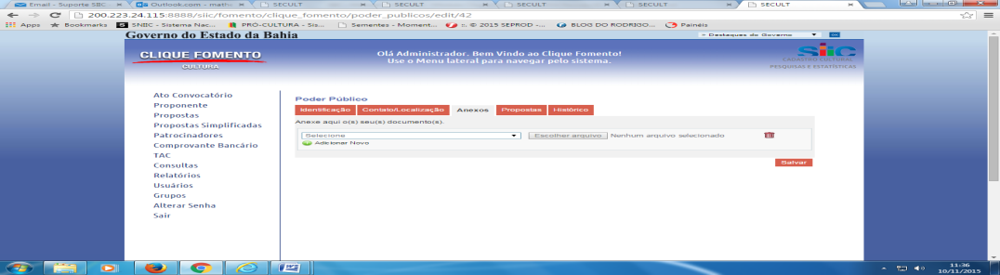 Email - Suporte SBC
Outlook.com - math
SECULT
SECULT
SECULT
SECULT
SECULT
200.223.24.115:8888/siic/fomento/clique_fomento/poder_publicos/edit/42
Apps
Bookmarks
SNIIC - Sistema Nac...
PRÓ-CULTURA - Sis...
Sementes - Moment...
::. © 2015 SEPROD -...
BLOG DO RODRIGO...
Painéis
Governo do Estado da Bahia
» Destaques do Governo
OK
CLIQUE FOMENTO
CULTURA
Olá Administrador. Bem Vindo ao Clique Fomento!
Use o Menu lateral para navegar pelo sistema.
siic
CADASTRO CULTURAL
PESQUISAS E ESTATÍSTICAS
Ato Convocatório
Proponente
Propostas
Propostas Simplificadas
Patrocinadores
Comprovante Bancário
TAC
Consultas
Relatórios
Usuários
Grupos
Alterar Senha
Sair
Poder Público
Identificação
Contato/Localização
Anexos
Propostas
Histórico
Anexe aqui o(s) seu(s) documento(s).
Selecione
Escolher arquivo
Nenhum arquivo selecionado
Adicionar Novo
Salvar
11:36
10/11/2015